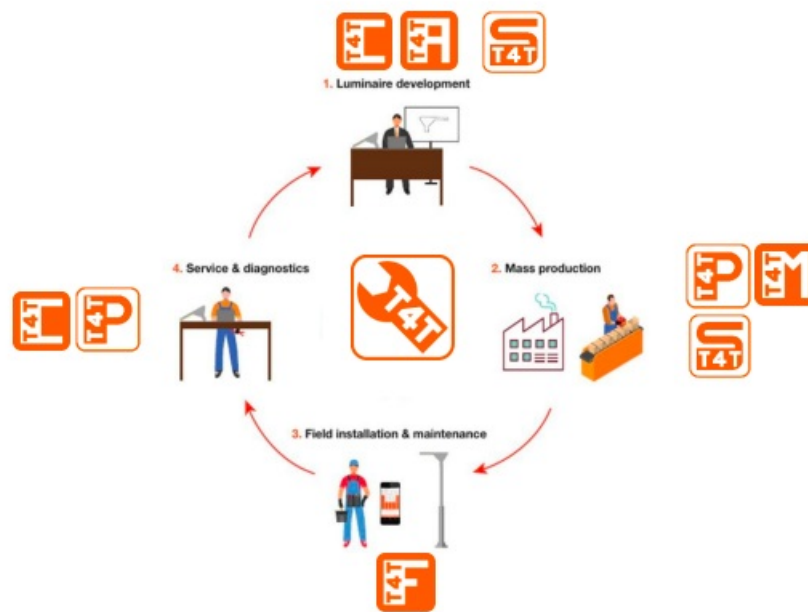 T4T C
T4T A
S T4T
1. Luminaire development
4. Service & diagnostics
2. Mass production
T4T
T4T P
T4T M
T4T C
T4T P
S T4T
3. Field installation & maintenance
T4T F